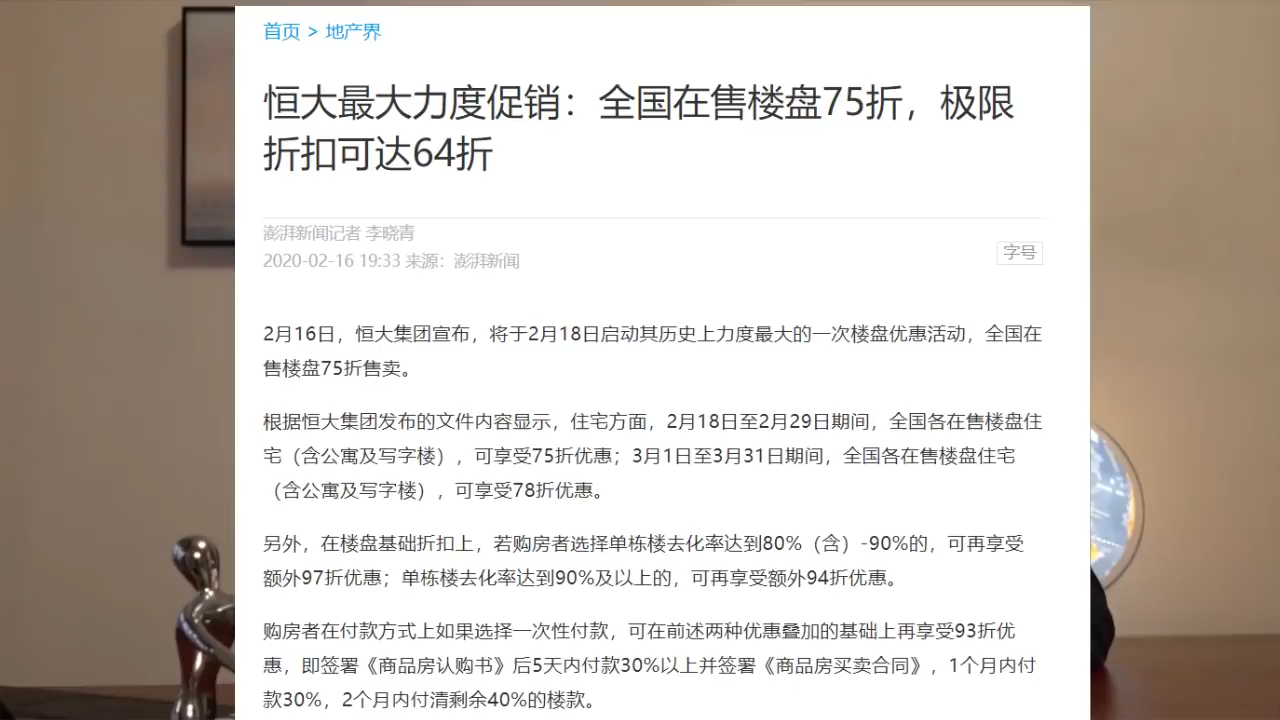 首页 > 地产界
恒大最大力度促销：全国在售楼盘75折，极限
折扣可达64折
澎湃新闻记者 李晓青
2020-02-16 19:33 来源：澎湃新闻
字号
2月16日，恒大集团宣布，将于2月18日启动其历史上力度最大的一次楼盘优惠活动，全国在
售楼盘75折售卖。
根据恒大集团发布的文件内容显示，住宅方面，2月18日至2月29日期间，全国各在售楼盘住
宅（含公寓及写字楼），可享受75折优惠；3月1日至3月31日期间，全国各在售楼盘住宅
（含公寓及写字楼），可享受78折优惠。
另外，在楼盘基础折扣上，若购房者选择单栋楼去化率达到80%（含）-90%的，可再享受
额外97折优惠；单栋楼去化率达到90%及以上的，可再享受额外94折优惠。
购房者在付款方式上如果选择一次性付款，可在前述两种优惠叠加的基础上再享受93折优
惠，即签署《商品房认购书》后5天内付款30%以上并签署《商品房买卖合同》，1个月内付
款30%，2个月内付清剩余40%的楼款。